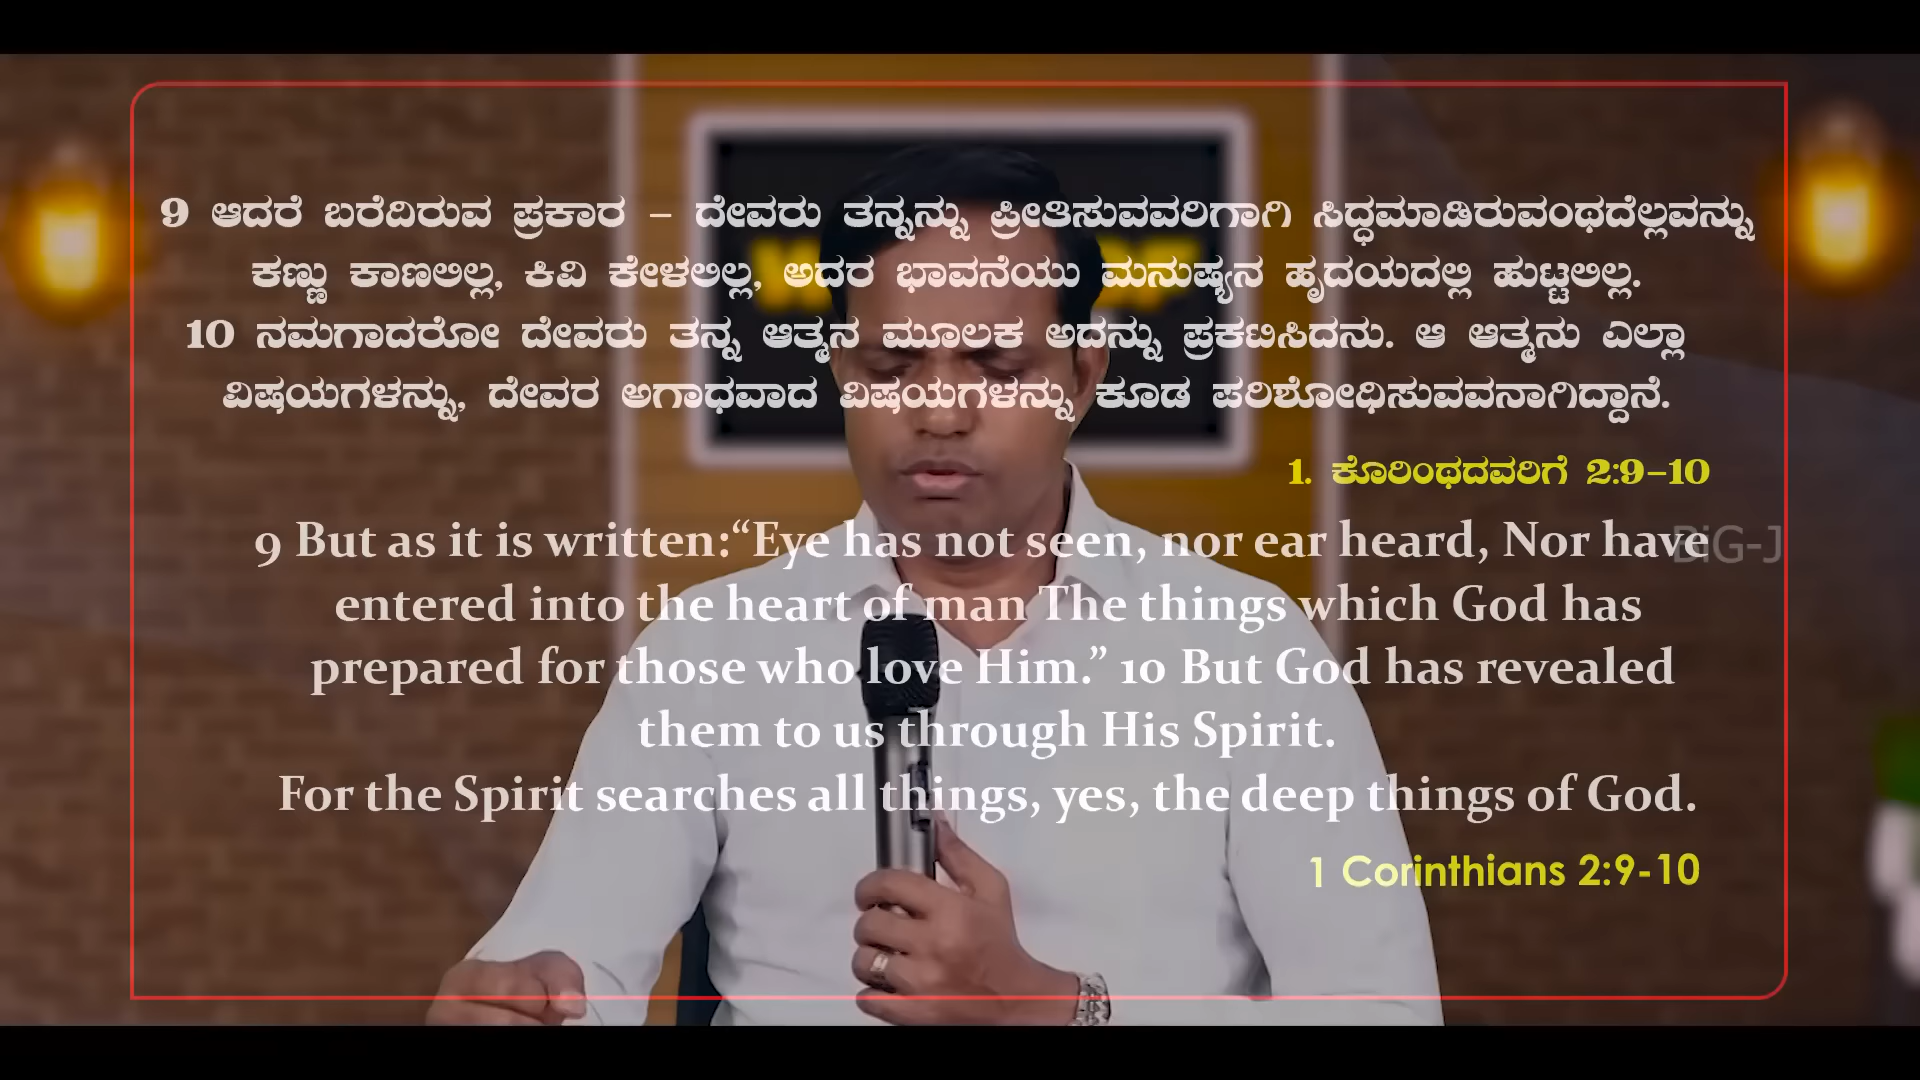 9 ಆದರೆ ಬರೆದಿರುವ ಪ್ರಕಾರ – ದೇವರು ತನ್ನನ್ನು ಪ್ರೀತಿಸುವವರಿಗಾಗಿ ಸಿದ್ಧಮಾಡಿರುವಂಥದೆಲ್ಲವನ್ನು
ಕಣ್ಣು ಕಾಣಲಿಲ್ಲ, ಕಿವಿ ಕೇಳಲಿಲ್ಲ, ಅದರ ಭಾವನೆಯು ಮನುಷ್ಯನ ಹೃದಯದಲ್ಲಿ ಹುಟ್ಟಲಿಲ್ಲ.
10 ನಮಗಾದರೋ ದೇವರು ತನ್ನ ಆತ್ಮನ ಮೂಲಕ ಅದನ್ನು ಪ್ರಕಟಿಸಿದನು. ಆ ಆತ್ಮನು ಎಲ್ಲಾ
ವಿಷಯಗಳನ್ನು, ದೇವರ ಅಗಾಧವಾದ ವಿಷಯಗಳನ್ನು ಕೂಡ ಪರಿಶೋಧಿಸುವವನಾಗಿದ್ದಾನೆ.
1. ಕೊರಿಂಥದವರಿಗೆ 2:9-10
9 But as it is written:“Eye has not seen, nor ear heard, Nor have
BiG-J
entered into the heart of man The things which God has
prepared for those who love Him.” 10 But God has revealed
them to us through His Spirit.
For the Spirit searches all things, yes, the deep things of God.
1 Corinthians 2:9-10